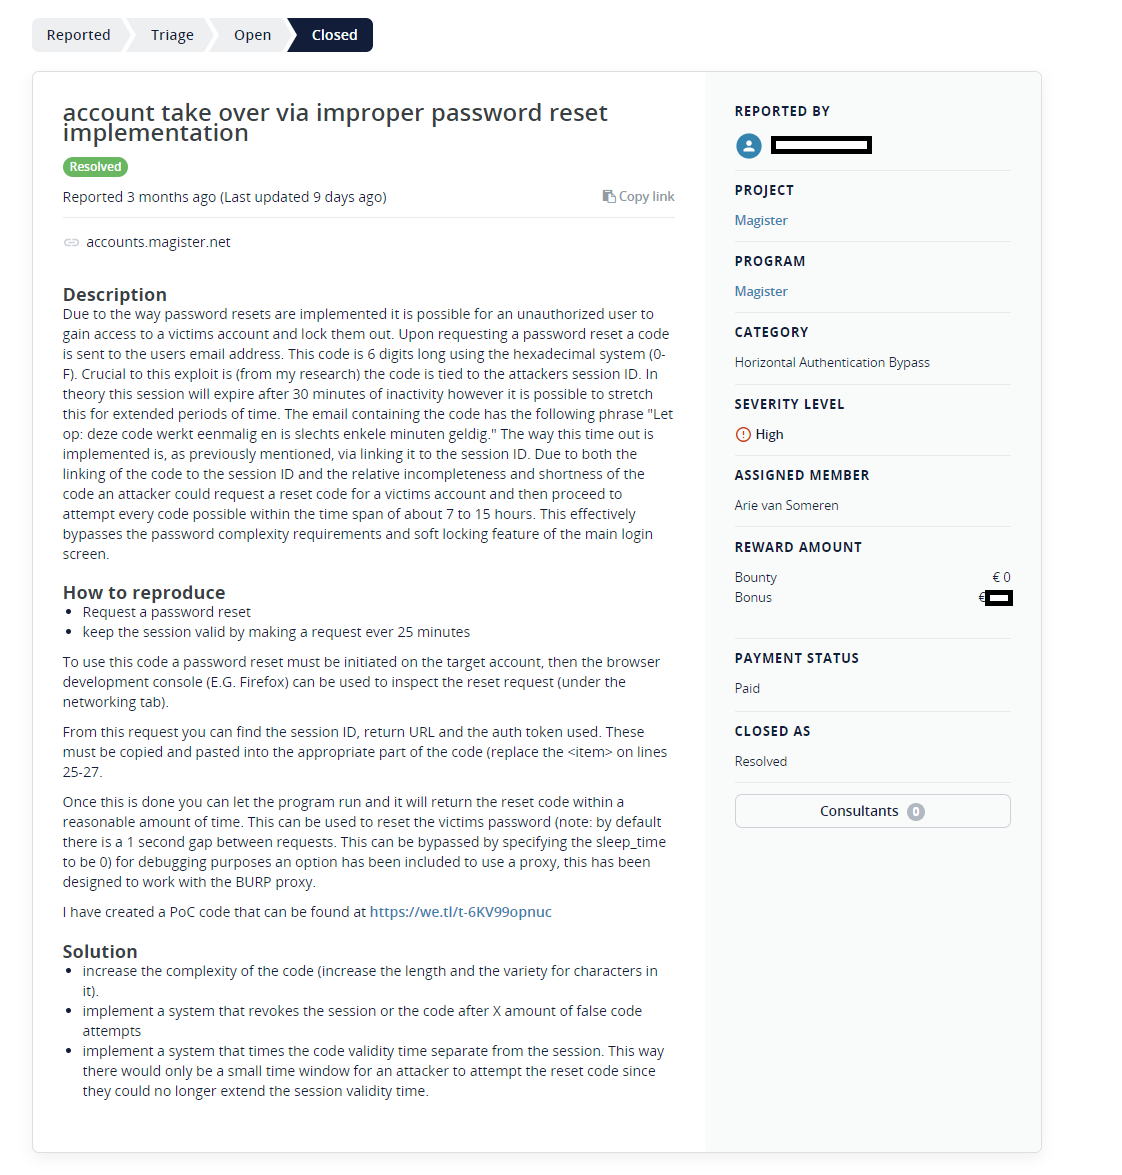 Reported
Triage
Open
Closed
account take over via improper password reset
implementation
Resolved
Reported 3 months ago (Last updated 9 days ago)
Copy link
accounts.magister.net
Description
Due to the way password resets are implemented it is possible for an unauthorized user to
gain access to a victims account and lock them out. Upon requesting a password reset a code
is sent to the users email address. This code is 6 digits long using the hexadecimal system (0-
F). Crucial to this exploit is (from my research) the code is tied to the attackers session ID. In
theory this session will expire after 30 minutes of inactivity however it is possible to stretch
this for extended periods of time. The email containing the code has the following phrase "Let
op: deze code werkt eenmalig en is slechts enkele minuten geldig." The way this time out is
implemented is, as previously mentioned, via linking it to the session ID. Due to both the
linking of the code to the session ID and the relative incompleteness and shortness of the
code an attacker could request a reset code for a victims account and then proceed to
attempt every code possible within the time span of about 7 to 15 hours. This effectively
bypasses the password complexity requirements and soft locking feature of the main login
screen.
How to reproduce
• Request a password reset
• keep the session valid by making a request ever 25 minutes
To use this code a password reset must be initiated on the target account, then the browser
development console (E.G. Firefox) can be used to inspect the reset request (under the
networking tab).
From this request you can find the session ID, return URL and the auth token used. These
must be copied and pasted into the appropriate part of the code (replace the <item> on lines
25-27.
Once this is done you can let the program run and it will return the reset code within a
reasonable amount of time. This can be used to reset the victims password (note: by default
there is a 1 second gap between requests. This can be bypassed by specifying the sleep_time
to be 0) for debugging purposes an option has been included to use a proxy, this has been
designed to work with the BURP proxy.
I have created a PoC code that can be found at https://we.tl/t-6KV99opnuc
Solution
• increase the complexity of the code (increase the length and the variety for characters in
it).
• implement a system that revokes the session or the code after X amount of false code
attempts
• implement a system that times the code validity time separate from the session. This way
there would only be a small time window for an attacker to attempt the reset code since
they could no longer extend the session validity time.
REPORTED BY
PROJECT
Magister
PROGRAM
Magister
CATEGORY
Horizontal Authentication Bypass
SEVERITY LEVEL
High
ASSIGNED MEMBER
Arie van Someren
REWARD AMOUNT
Bounty € 0
Bonus €
PAYMENT STATUS
Paid
CLOSED AS
Resolved
Consultants 0